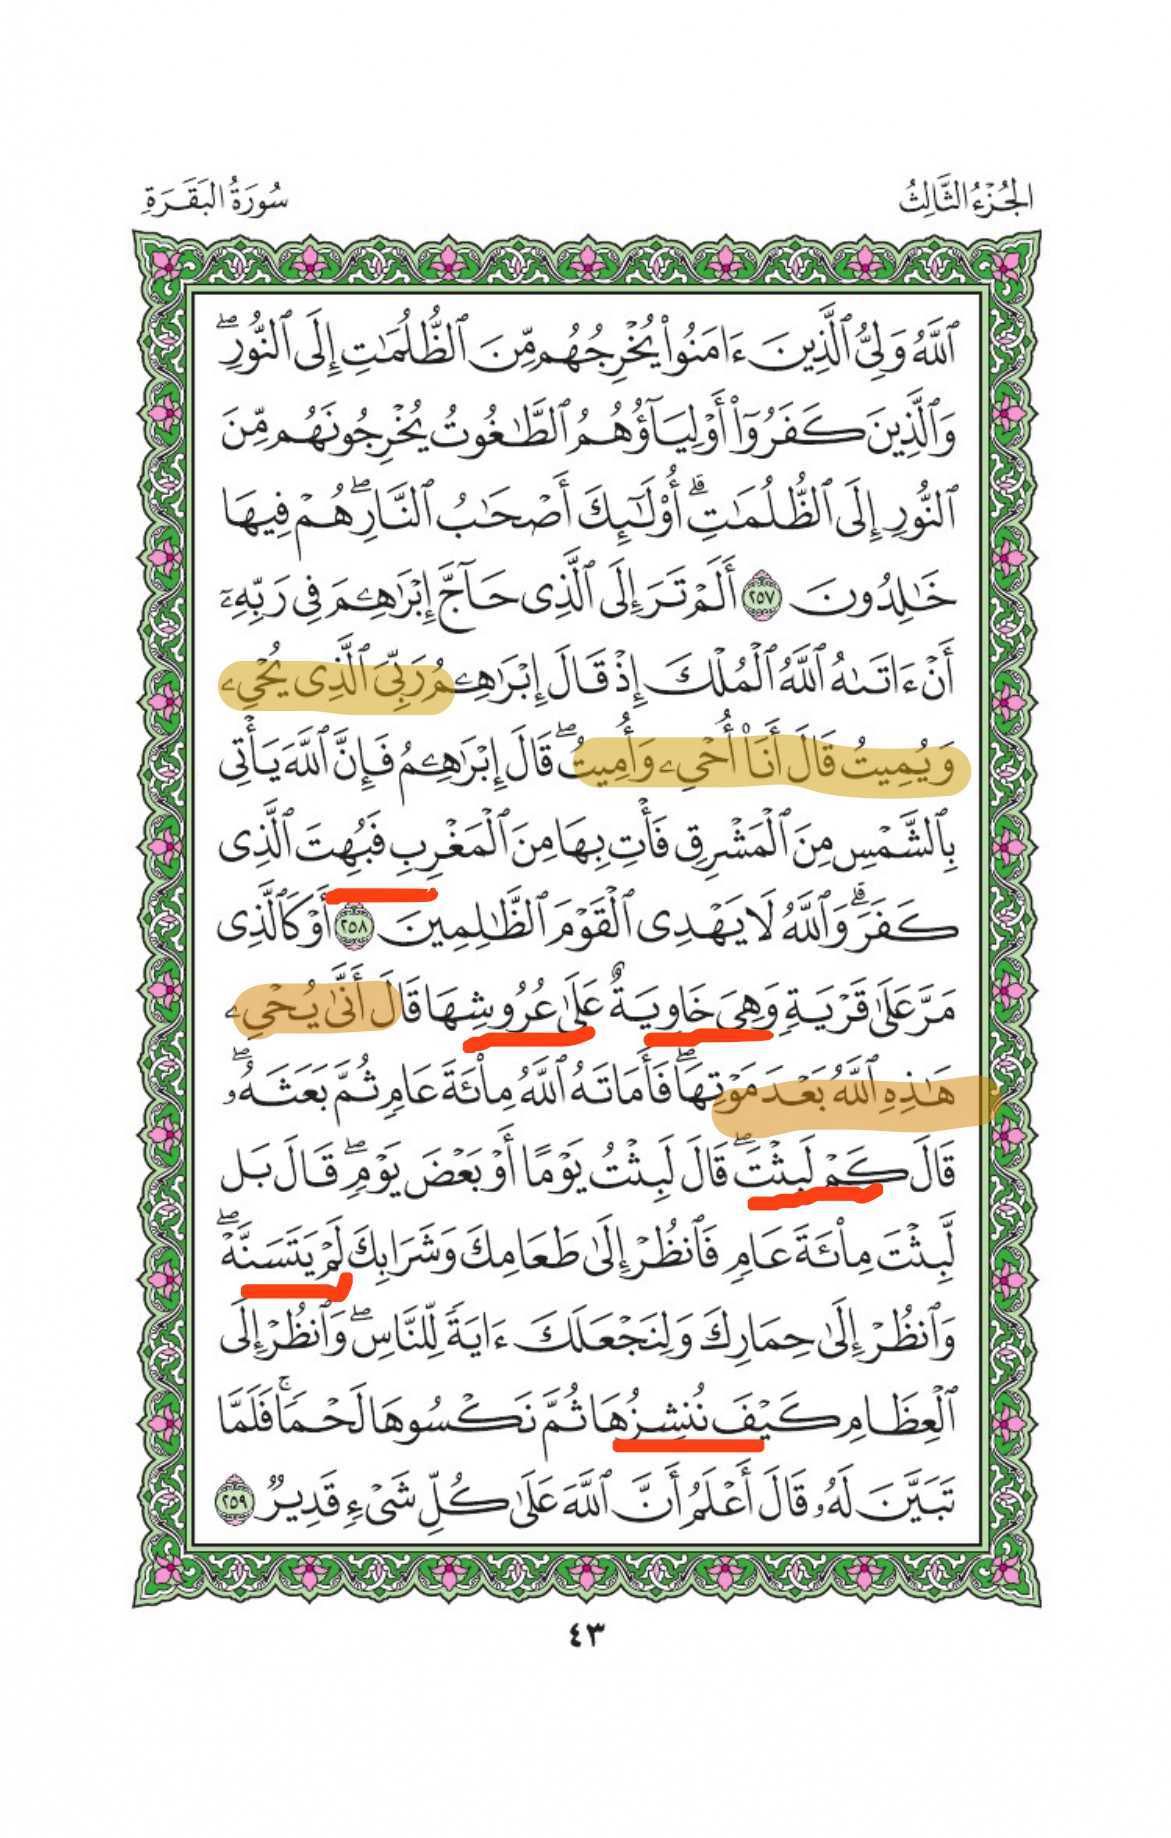 الجُزْءُ الثَّالِثُ
سُورَةُ البَقَرَةِ
ٱللَّهُ وَلِيُّ ٱلَّذِينَ ءَامَنُواْ يُخْرِجُهُم مِّنَ ٱلظُّلُمَٰتِ إِلَى ٱلنُّورِۖ
وَٱلَّذِينَ كَفَرُوٓاْ أَوْلِيَآؤُهُمُ ٱلطَّٰغُوتُ يُخْرِجُونَهُم مِّنَ
ٱلنُّورِ إِلَى ٱلظُّلُمَٰتِۗ أُوْلَٰٓئِكَ أَصْحَٰبُ ٱلنَّارِۖ هُمْ فِيهَا
خَٰلِدُونَ ٢٥٧ أَلَمْ تَرَ إِلَى ٱلَّذِى حَآجَّ إِبْرَٰهِۦمَ فِى رَبِّهِۦٓ
أَنْ ءَاتَىٰهُ ٱللَّهُ ٱلْمُلْكَ إِذْ قَالَ إِبْرَٰهِۦمُ رَبِّىَ ٱلَّذِى يُحْىِۦ
وَيُمِيتُ قَالَ أَنَا۠ أُحْىِۦ وَأُمِيتُۖ قَالَ إِبْرَٰهِۦمُ فَإِنَّ ٱللَّهَ يَأْتِى
بِٱلشَّمْسِ مِنَ ٱلْمَشْرِقِ فَأْتِ بِهَا مِنَ ٱلْمَغْرِبِ فَبُهِتَ ٱلَّذِى
كَفَرَۗ وَٱللَّهُ لَا يَهْدِى ٱلْقَوْمَ ٱلظَّٰلِمِينَ ٢٥٨ أَوْ كَٱلَّذِى
مَرَّ عَلَىٰ قَرْيَةٍ وَهِىَ خَاوِيَةٌ عَلَىٰ عُرُوشِهَا قَالَ أَنَّىٰ يُحْىِۦ
هَٰذِهِ ٱللَّهُ بَعْدَ مَوْتِهَاۖ فَأَمَاتَهُ ٱللَّهُ مِا۟ئَةَ عَامٍ ثُمَّ بَعَثَهُۥۖ
قَالَ كَمْ لَبِثْتَۖ قَالَ لَبِثْتُ يَوْمًا أَوْ بَعْضَ يَوْمٍۖ قَالَ بَل
لَّبِثْتَ مِا۟ئَةَ عَامٍ فَٱنظُرْ إِلَىٰ طَعَامِكَ وَشَرَابِكَ لَمْ يَتَسَنَّهْۖ
وَٱنظُرْ إِلَىٰ حِمَارِكَ وَلِنَجْعَلَكَ ءَايَةً لِّلنَّاسِۖ وَٱنظُرْ إِلَى
ٱلْعِظَامِ كَيْفَ نُنشِزُهَا ثُمَّ نَكْسُوهَا لَحْمًاۚ فَلَمَّا
تَبَيَّنَ لَهُۥ قَالَ أَعْلَمُ أَنَّ ٱللَّهَ عَلَىٰ كُلِّ شَىْءٍ قَدِيرٌ ٢٥٩
٤٣